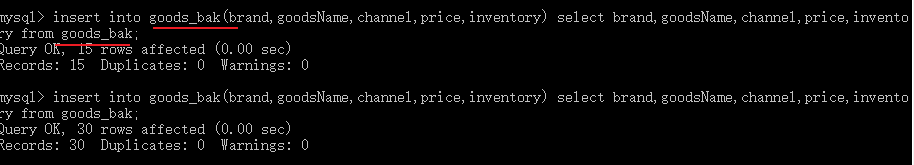 mysql> insert into goods_bak(brand,goodsName,channel,price,inventory) select brand,goodsName,channel,price,invento
ry from goods_bak;
Query OK, 15 rows affected (0.00 sec)
Records: 15  Duplicates: 0  Warnings: 0
mysql> insert into goods_bak(brand,goodsName,channel,price,inventory) select brand,goodsName,channel,price,invento
ry from goods_bak;
Query OK, 30 rows affected (0.00 sec)
Records: 30  Duplicates: 0  Warnings: 0